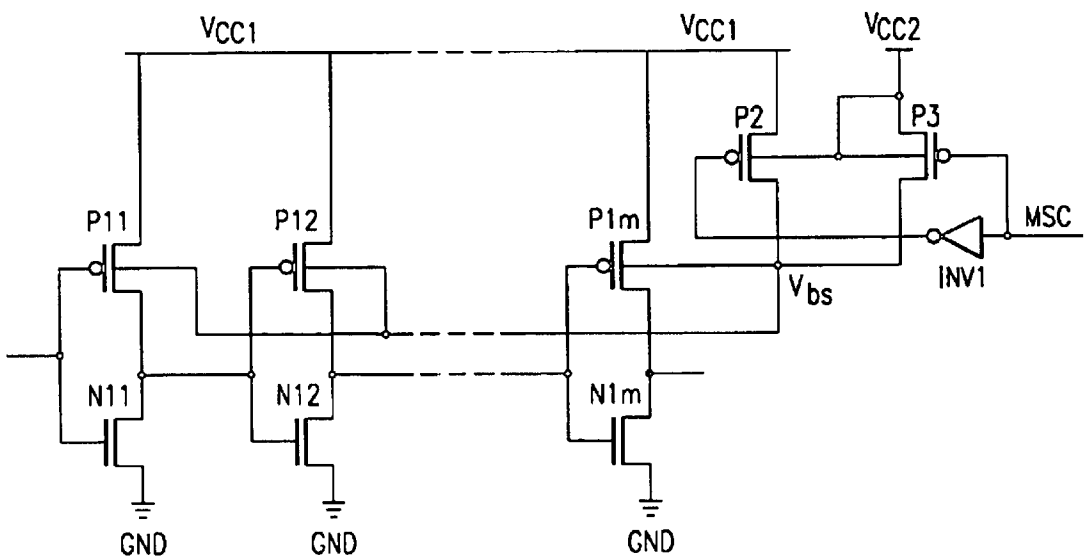 VCC1
VCC1
VCC2
P2
P3
P11
P12
P1m
MSC
INV1
Vbs
N11
N12
N1m
GND
GND
GND